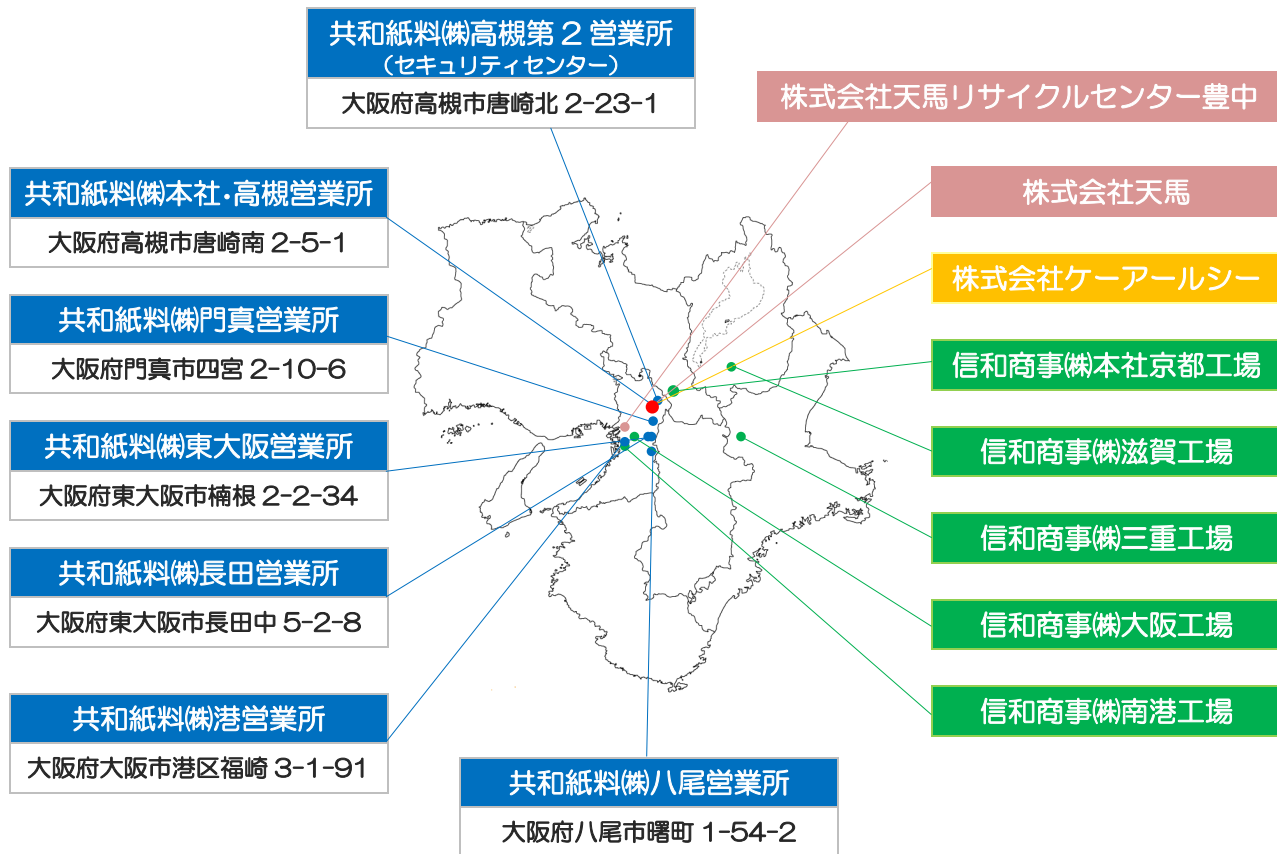 共和紙料㈱高槻第2営業所
（セキュリティセンター）
大阪府高槻市唐崎北 2-23-1
株式会社天馬リサイクルセンター豊中
共和紙料㈱本社・高槻営業所
大阪府高槻市唐崎南 2-5-1
株式会社天馬
株式会社ケーアールシー
共和紙料㈱門真営業所
大阪府門真市四宮 2-10-6
信和商事㈱本社京都工場
共和紙料㈱東大阪営業所
大阪府東大阪市楠根 2-2-34
信和商事㈱滋賀工場
信和商事㈱三重工場
共和紙料㈱長田営業所
大阪府東大阪市長田中 5-2-8
信和商事㈱大阪工場
共和紙料㈱港営業所
大阪府大阪市港区福崎 3-1-91
信和商事㈱南港工場
共和紙料㈱八尾営業所
大阪府八尾市曙町 1-54-2